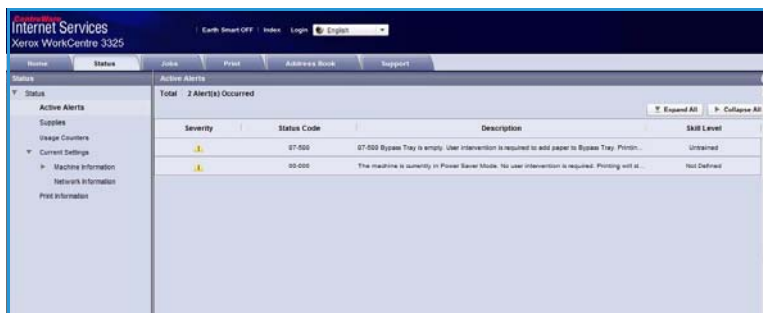 CentreWare
Internet Services
Xerox WorkCentre 3325
Earth Smart OFF Index Login English
Home Status Jobs Print Address Book Support
Status Active Alerts
Status
Active Alerts
Supplies
Usage Counters
Current Settings
Machine Information
Network Information
Print Information
Total 2 Alert(s) Occurred
Expand All Collapse All
Severity Status Code Description Skill Level
07-500 07-500 Bypass Tray is empty. User intervention is required to add paper to Bypass Tray. Printin... Untrained
The machine is currently in Power Saver Mode. No user intervention is required. Printing will st... Not Defined